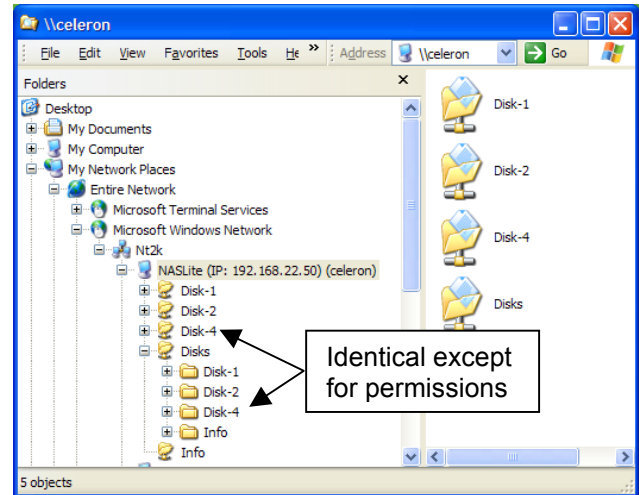 \\celeron
File Edit View Favorites Tools He » Address \\celeron Go
Folders x
Desktop
My Documents
My Computer
My Network Places
Entire Network
Microsoft Terminal Services
Microsoft Windows Network
Nt2k
NASLite (IP: 192.168.22.50) (celeron)
Disk-1
Disk-2
Disk-4
Disks
Disk-1
Disk-2
Disk-4
Info
Info
Disk-1
Disk-2
Disk-4
Disks
Identical except
for permissions
5 objects